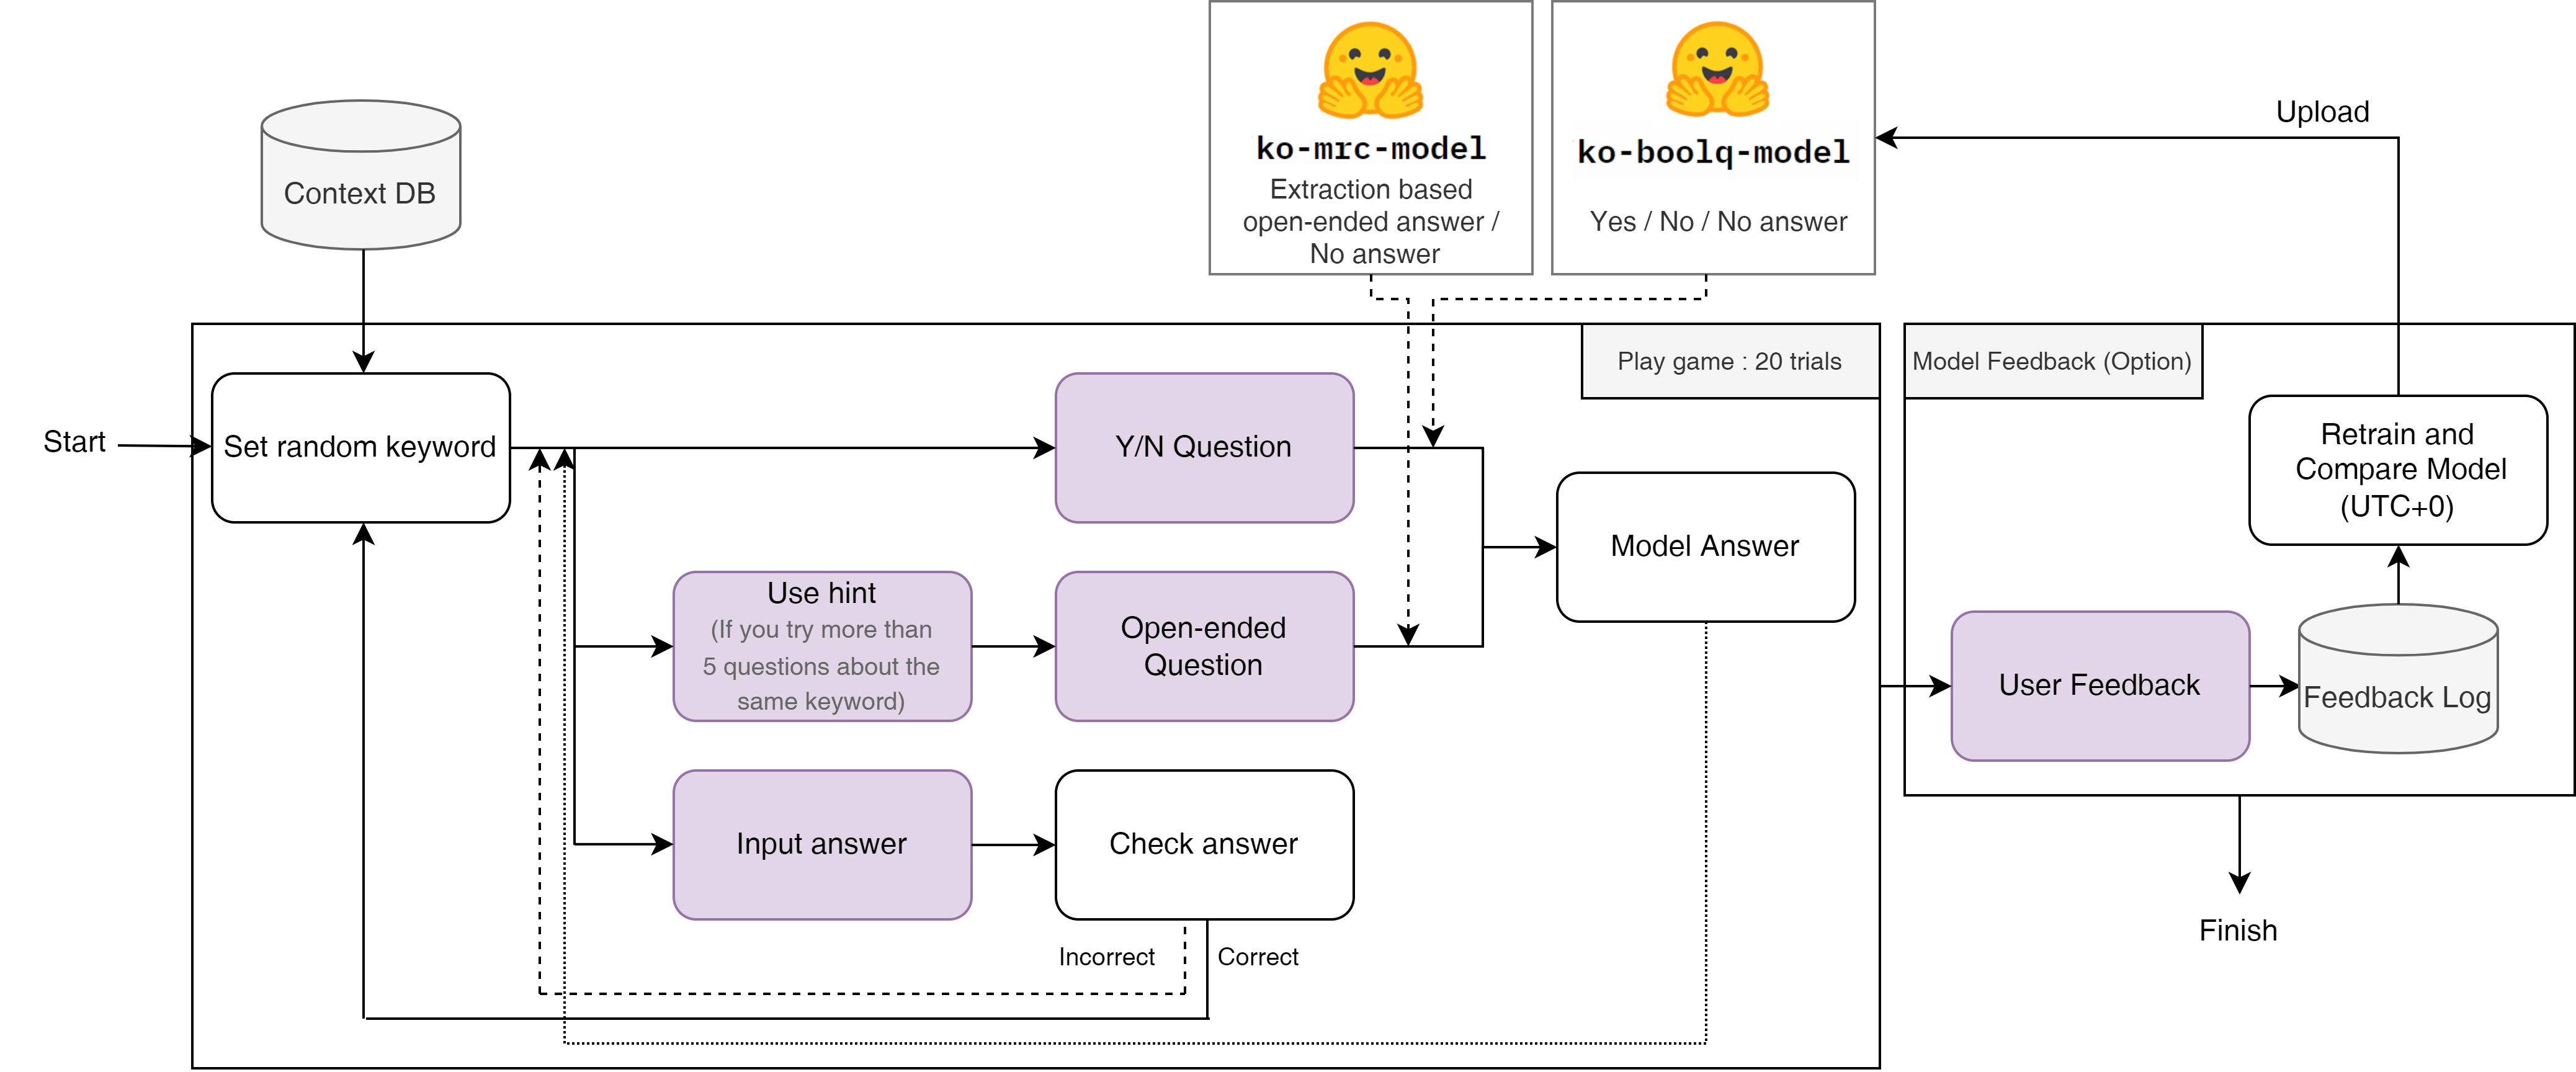 ko-mrc-model
Extraction based
open-ended answer /
No answer
ko-boolq-model
Yes / No / No answer
Upload
Context DB
Play game : 20 trials
Model Feedback (Option)
Start
Set random keyword
Y/N Question
Retrain and
Compare Model
(UTC+0)
Model Answer
Use hint
(If you try more than
5 questions about the
same keyword)
Open-ended
Question
User Feedback
Feedback Log
Input answer
Check answer
Incorrect
Correct
Finish